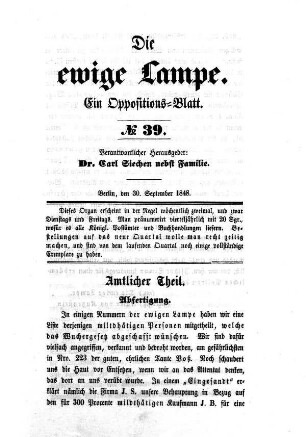 Die
ewige Lampe.
Ein Oppositions-Blatt.
№ 39.
Verantwortlicher Herausgeber:
Dr. Carl Siechen nebst Familie.
Berlin, den 30. September 1848.
Dieses Organ erscheint in der Regel wöchentlich zweimal, und zwar
Dienstags und Freitags. Man pränumerirt vierteljährlich mit 20 Sgr.,
wofür es alle Königl. Postämter und Buchhandlungen liefern. Be-
stellungen auf das neue Quartal wolle man recht zeitig
machen, und sind von dem laufenden Quartal noch einige vollständige
Exemplare zu haben.
Amtlicher Theil.
Abfertigung.
In einigen Nummern der ewigen Lampe haben wir eine
Liste derjenigen mildthätigen Personen mitgetheilt, welche
das Wuchergesetz abgeschafft wünschen. Wir sind dafür
vielfach angegriffen, verkannt und bedroht worden, am gefährlichsten
in Nro. 223 der guten, ehrlichen Tante Voß. Noch schaudert
uns die Haut vor Entsetzen, wenn wir an das Attentat denken,
das dort an uns verübt wurde. In einem „Eingesandt“ er-
klärt nämlich die Firma J. S. unsere Behauptung in Bezug auf
den für 300 Procente mildthätigen Kaufmann J. B. für eine